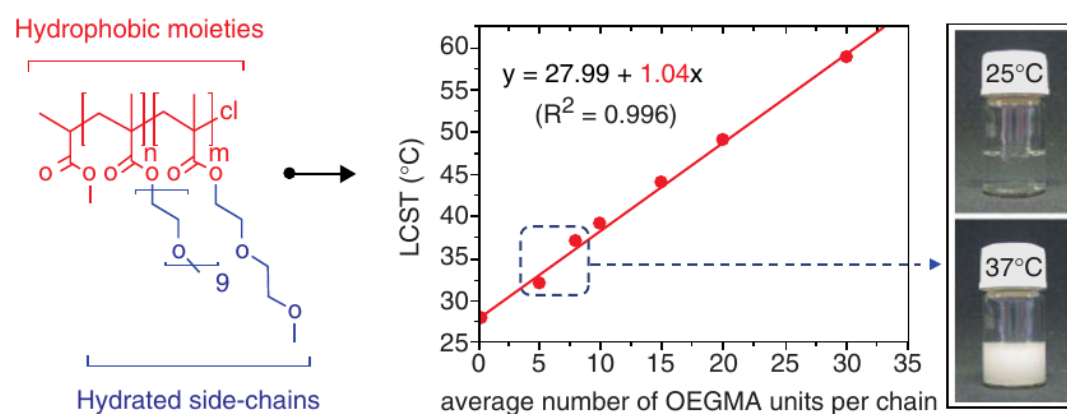 Hydrophobic moieties
cl
n
m
o
o
o
o
o
o
o
9
o
o
Hydrated side-chains
LCST (°C)
60
55
50
45
40
35
30
25
0
5
10
15
20
25
30
35
y = 27.99 + 1.04x
(R² = 0.996)
average number of OEGMA units per chain
25°C
37°C